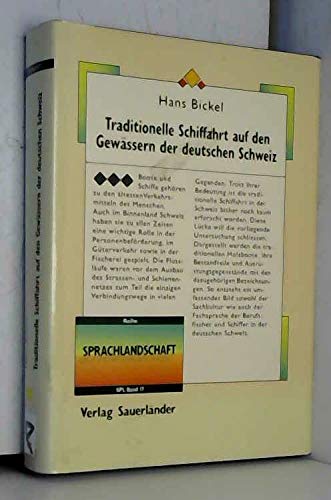 Hans Bickel
Traditionelle Schiffahrt auf den
Gewässern der deutschen Schweiz
Boote und
Schiffe gehören
zu den ältesten Verkehrs-
mitteln des Menschen.
Auch im Binnenland Schweiz
haben sie zu allen Zeiten
eine wichtige Rolle in der
Personenbeförderung, im
Güterverkehr sowie in der
Fischerei gespielt. Die Fluss-
läufe waren vor dem Ausbau
des Strassen- und Schienen-
netzes zum Teil die einzigen
Verbindungswege in vielen
Gegenden. Trotz ihrer
Bedeutung ist die tradi-
tionelle Schiffahrt in der
Schweiz bisher noch kaum
erforscht worden. Diese
Lücke will die vorliegende
Untersuchung schliessen.
Dargestellt werden die tra-
ditionellen Holzboote, ihre
Bestandteile und Ausrü-
stungsgegenstände mit den
dazugehörigen Bezeichnun-
gen. So entsteht ein um-
fassendes Bild sowohl der
Sachkultur wie auch der
Fachsprache der Berufs-
fischer und Schiffer in der
deutschen Schweiz.
Reihe
SPRACHLANDSCHAFT
SPL Band 17
Verlag Sauerländer
Traditionelle Schiffahrt auf den Gewässern der deutschen Schweiz